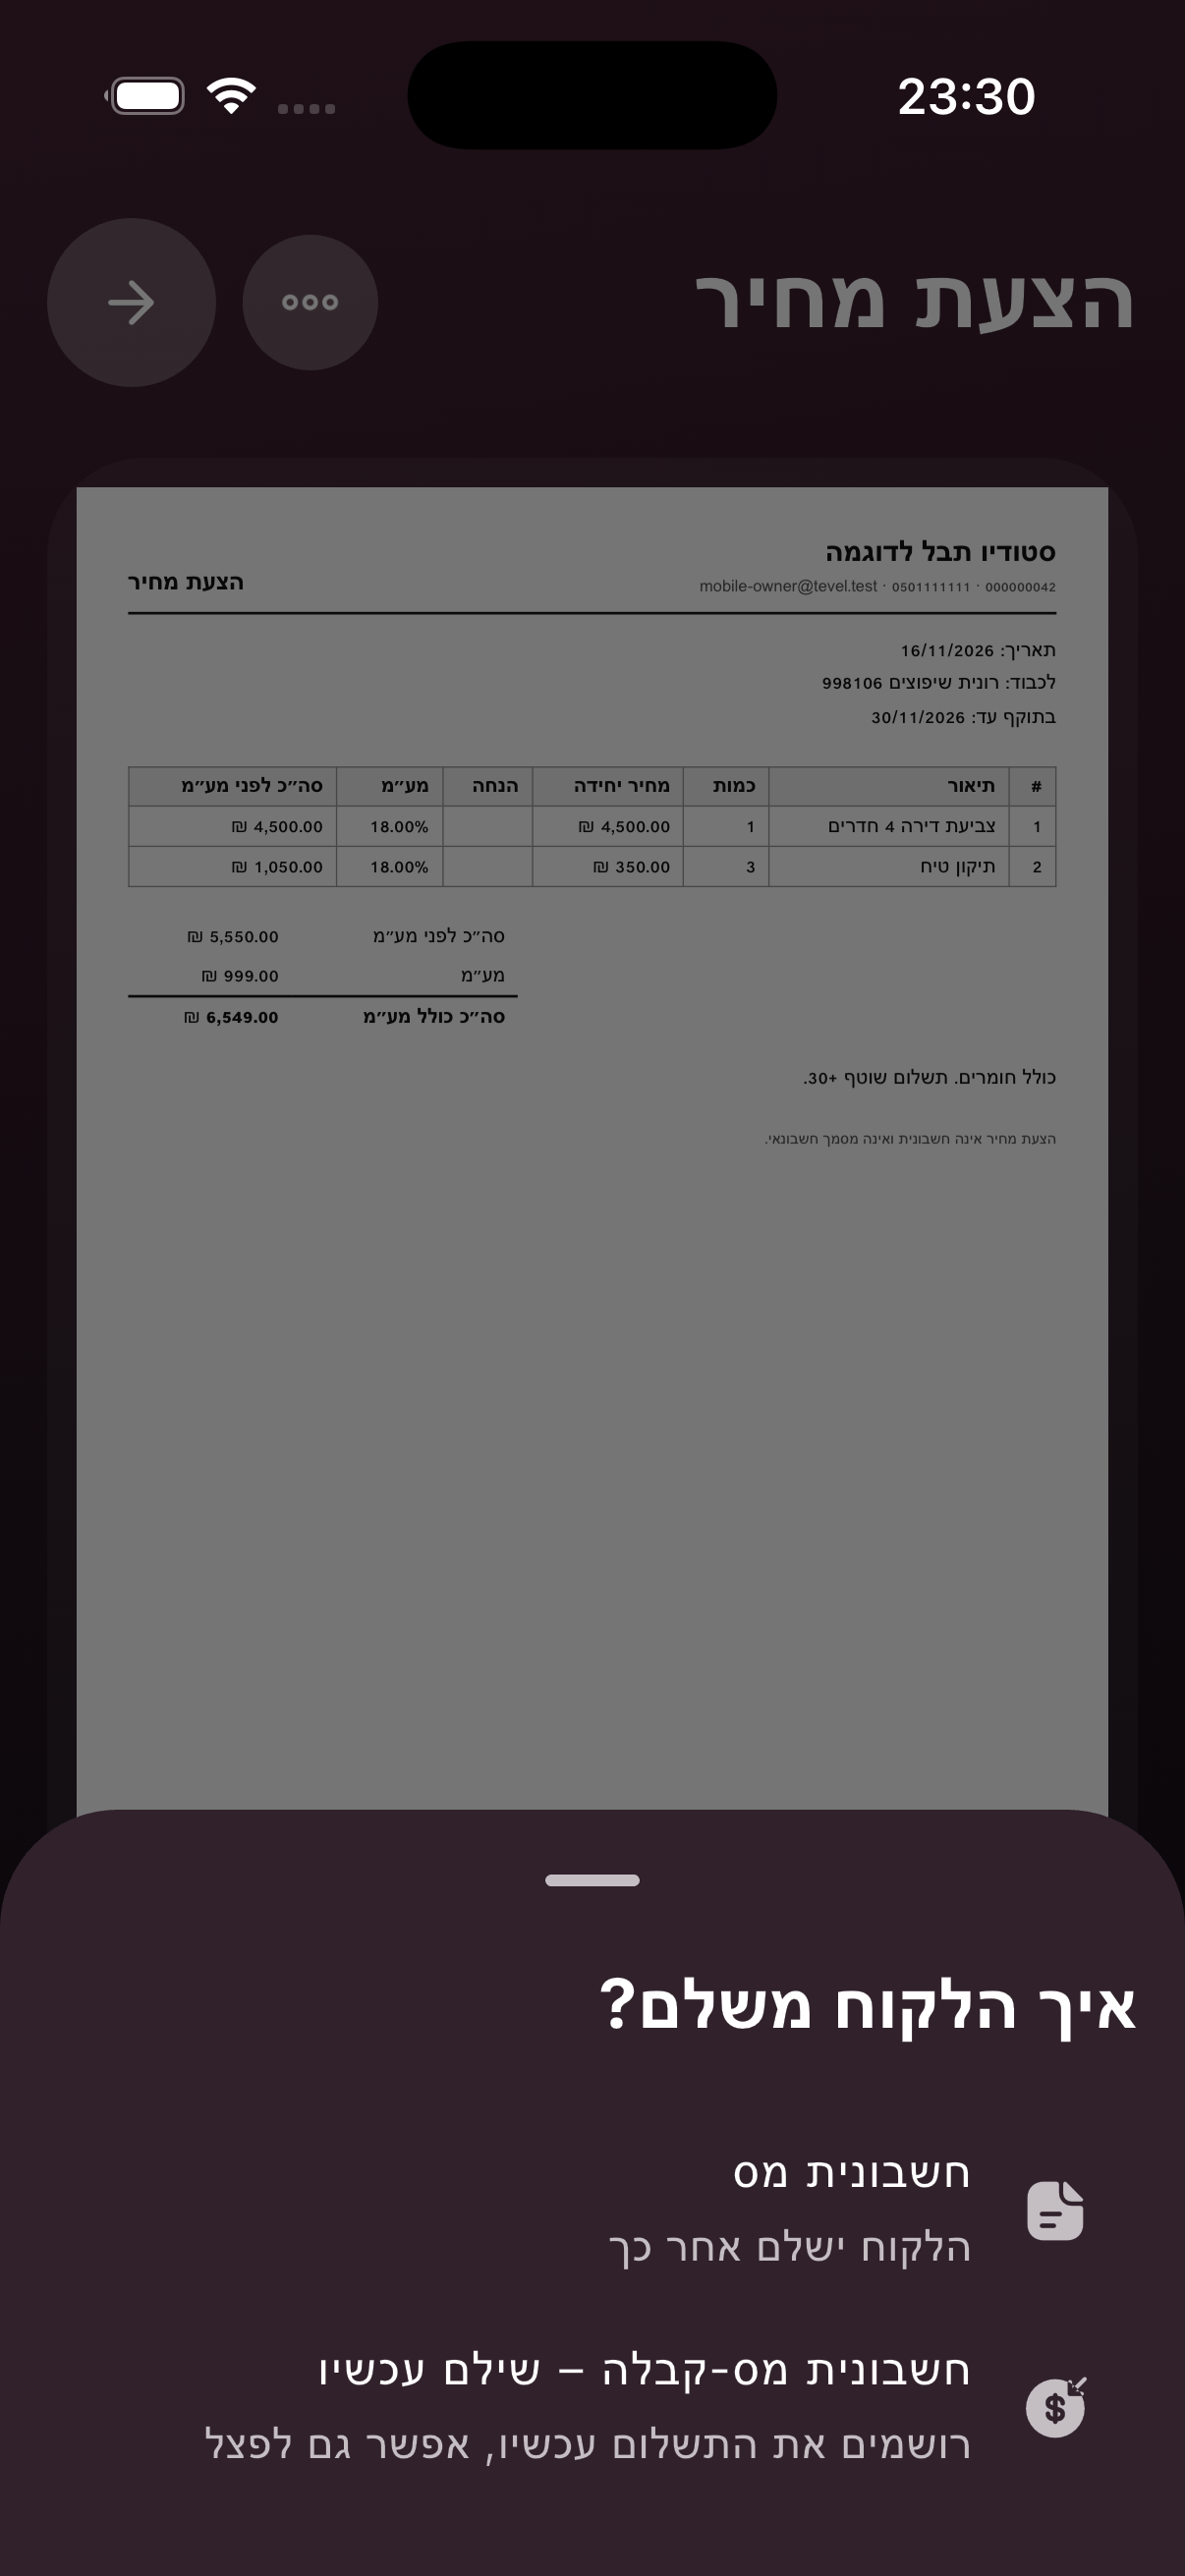 23:30
הצעת מחיר
סטודיו תבל לדוגמה
הצעת מחיר
000000042 · 0501111111 · mobile-owner@tevel.test
תאריך: 16/11/2026
לכבוד: רונית שיפוצים 998106
בתוקף עד: 30/11/2026
# תיאור כמות מחיר יחידה הנחה מע״מ סה״כ לפני מע״מ
1 צביעת דירה 4 חדרים 1 4,500.00 ₪ 18.00% 4,500.00 ₪
2 תיקון טיח 3 350.00 ₪ 18.00% 1,050.00 ₪
סה״כ לפני מע״מ 5,550.00 ₪
מע״מ 999.00 ₪
סה״כ כולל מע״מ 6,549.00 ₪
כולל חומרים. תשלום שוטף +30.
הצעת מחיר אינה חשבונית ואינה מסמך חשבונאי.
איך הלקוח משלם?
חשבונית מס
הלקוח ישלם אחר כך
חשבונית מס-קבלה – שילם עכשיו
רושמים את התשלום עכשיו, אפשר גם לפצל